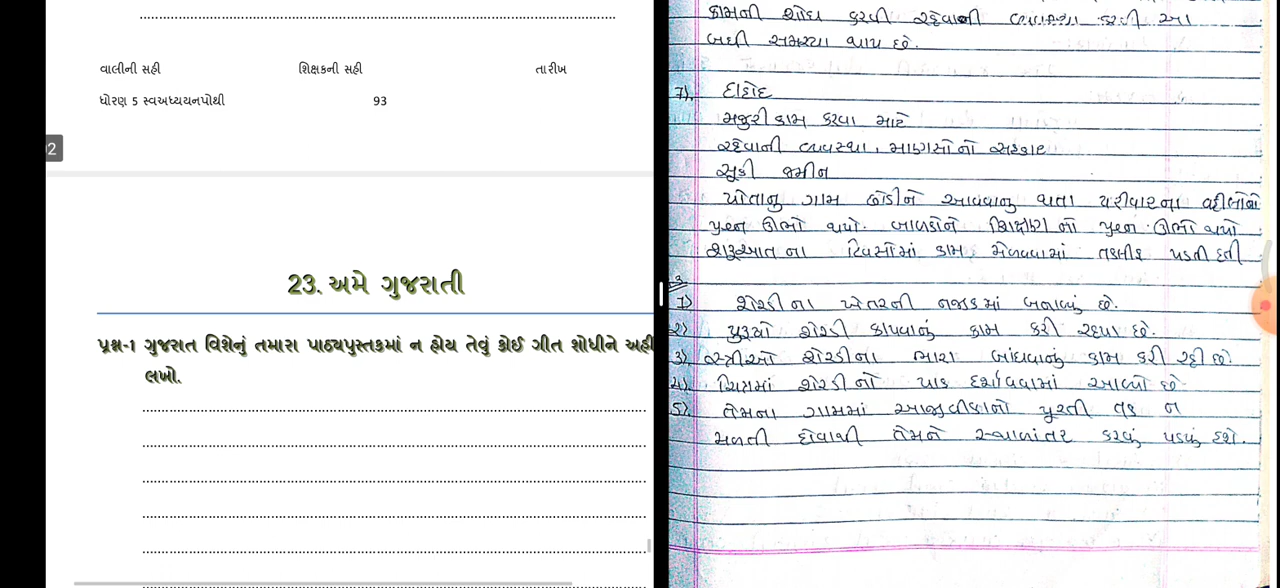 વાલીની સહી શિક્ષકની સહી તારીખ
ધોરણ 5 સ્વઅધ્યયનપોથી 93
2
23. અમે ગુજરાતી
પ્રશ્ન-1 ગુજરાત વિશેનું તમારા પાઠ્યપુસ્તકમાં ન હોય તેવું કોઈ ગીત શોધીને અહી
લખો.
કામની શોધ કરવી રહેવાની વ્યવસ્થા કરવી આ
બધી સમસ્યા થાય છે.
7). દાહોદ
મજુરીકામ કરવા માટે
રહેવાની વ્યવસ્થા, માણસોનો સહકાર
સૂકી જમીન
પોતાનુ ગામ છોડીને આવવાનુ થતા પરીવારના વડીલોનો
પ્રશ્ન ઊભો થયો. બાળકોને શિક્ષણનો પ્રશ્ન ઊભો થયો
શરૂઆતના દિવસોમાં કામ મેળવવામાં તકલીફ પડતી હતી
3
1) શેરડીના ખેતરની નજકમાં બનાવ્યું છે.
2) પુરૂષો શેરડી કાપવાનું કામ કરી રહયા છે.
3) સ્ત્રીઓ શેરડીના ભારા બાંધવાનું કામ કરી રહી છે.
4) ચિત્રમાં શેરડીનો પાક દર્શાવવામાં આવ્યો છે
5). તેમના ગામમાં આજીવીકાનો પુરતી તક ન
મળતી હોવાથી તેમને સ્થળાંતર કરવું પડ્યું હશે.